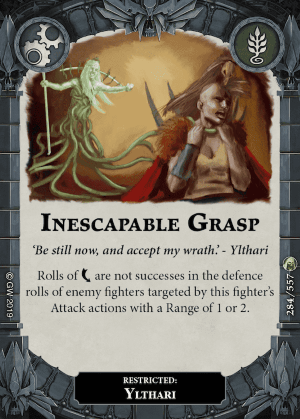 Inescapable Grasp
'Be still now, and accept my wrath.' - Ylthari
Rolls of are not successes in the defence
rolls of enemy fighters targeted by this fighter's
Attack actions with a Range of 1 or 2.
© GW 2019
284/557
RESTRICTED:
Ylthari